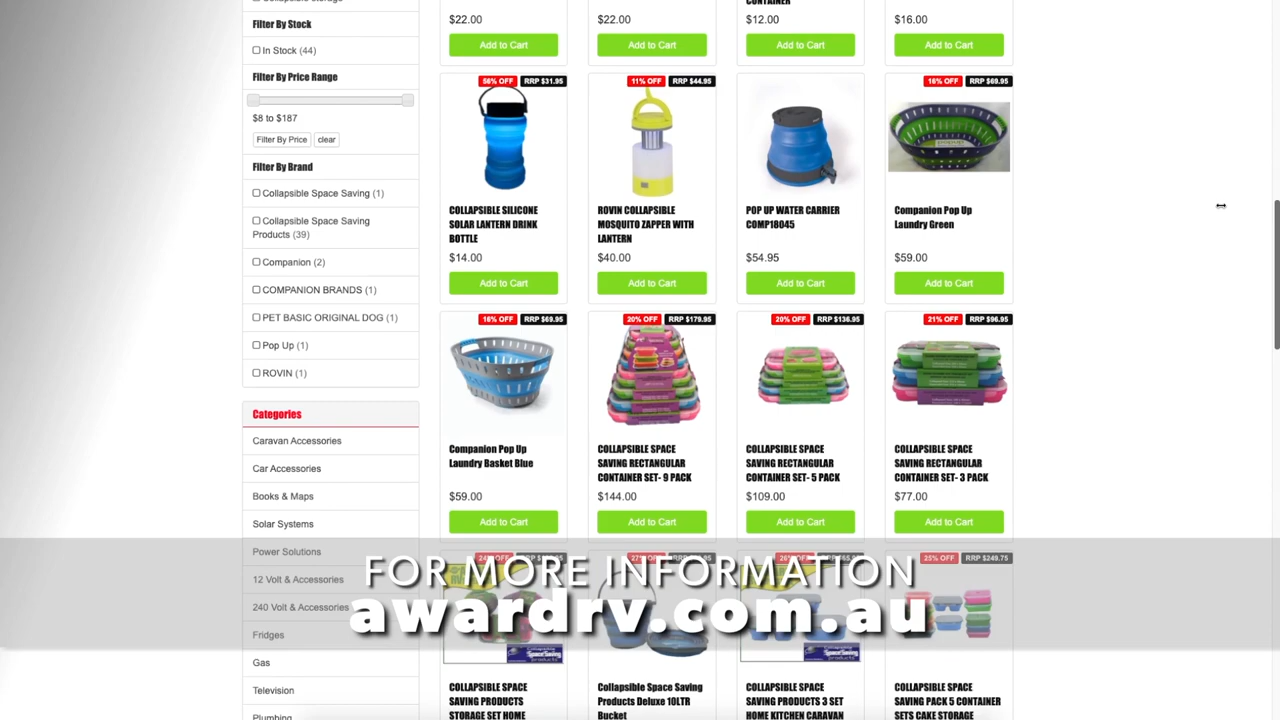 Filter By Stock
In Stock (44)
Filter By Price Range
$8 to $187
Filter By Price
clear
Filter By Brand
Collapsible Space Saving (1)
Collapsible Space Saving
Products (39)
Companion (2)
COMPANION BRANDS (1)
PET BASIC ORIGINAL DOG (1)
Pop Up (1)
ROVIN (1)
Categories
Caravan Accessories
Car Accessories
Books & Maps
Solar Systems
Power Solutions
12 Volt & Accessories
240 Volt & Accessories
Fridges
Gas
Television
Plumbing
CONTAINER
$22.00
$22.00
$12.00
$16.00
Add to Cart
Add to Cart
Add to Cart
Add to Cart
56% OFF RRP $31.95
COLLAPSIBLE SILICONE
SOLAR LANTERN DRINK
BOTTLE
$14.00
Add to Cart
11% OFF RRP $44.95
ROVIN COLLAPSIBLE
MOSQUITO ZAPPER WITH
LANTERN
$40.00
Add to Cart
POP UP WATER CARRIER
COMP18045
$54.95
Add to Cart
16% OFF RRP $69.95
Companion Pop Up
Laundry Green
$59.00
Add to Cart
16% OFF RRP $69.95
Companion Pop Up
Laundry Basket Blue
$59.00
Add to Cart
20% OFF RRP $179.95
COLLAPSIBLE SPACE
SAVING RECTANGULAR
CONTAINER SET- 9 PACK
$144.00
Add to Cart
20% OFF RRP $136.95
COLLAPSIBLE SPACE
SAVING RECTANGULAR
CONTAINER SET- 5 PACK
$109.00
Add to Cart
21% OFF RRP $96.95
COLLAPSIBLE SPACE
SAVING RECTANGULAR
CONTAINER SET- 3 PACK
$77.00
Add to Cart
25% OFF RRP $249.75
FOR MORE INFORMATION
awardrv.com.au
COLLAPSIBLE SPACE
SAVING PRODUCTS
STORAGE SET HOME
Collapsible Space Saving
Products Deluxe 10LTR
Bucket
COLLAPSIBLE SPACE
SAVING PRODUCTS 3 SET
HOME KITCHEN CARAVAN
COLLAPSIBLE SPACE
SAVING PACK 5 CONTAINER
SETS CAKE STORAGE